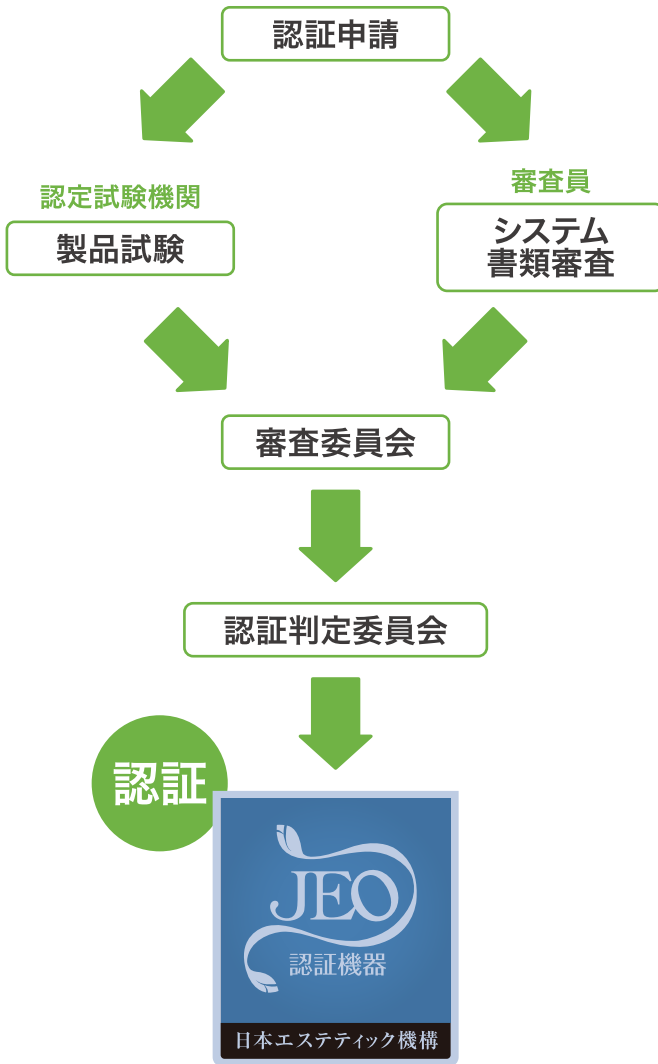 認証申請
認定試験機関
製品試験
審査員
システム
書類審査
審査委員会
認証判定委員会
認証
JEO
認証機器
日本エステティック機構